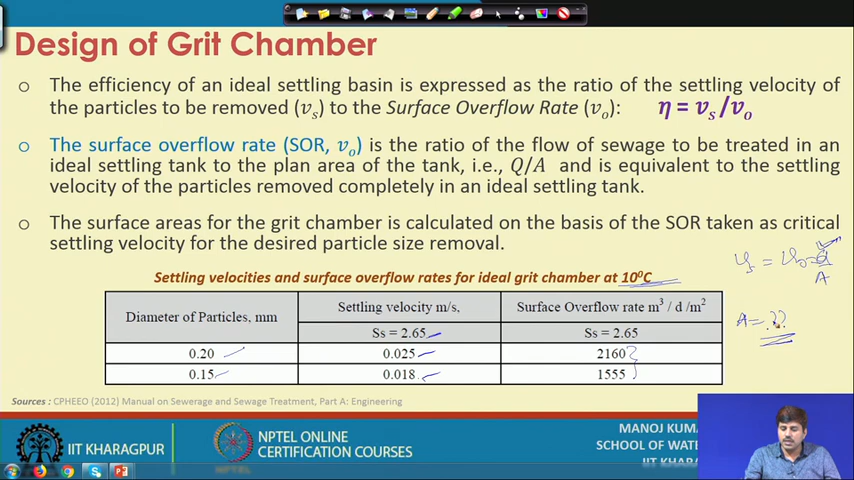 Design of Grit Chamber
o The efficiency of an ideal settling basin is expressed as the ratio of the settling velocity of
the particles to be removed (vs) to the Surface Overflow Rate (vo): η = vs/vo
o The surface overflow rate (SOR, vo) is the ratio of the flow of sewage to be treated in an
ideal settling tank to the plan area of the tank, i.e., Q/A and is equivalent to the settling
velocity of the particles removed completely in an ideal settling tank.
o The surface areas for the grit chamber is calculated on the basis of the SOR taken as critical
settling velocity for the desired particle size removal.
A = ??
Settling velocities and surface overflow rates for ideal grit chamber at 10⁰C
Diameter of Particles, mm Settling velocity m/s, Surface Overflow rate m³ / d /m²
Ss = 2.65 Ss = 2.65
0.20 0.025 2160
0.15 0.018 1555
Sources : CPHEEO (2012) Manual on Sewerage and Sewage Treatment, Part A: Engineering
IIT KHARAGPUR
NPTEL ONLINE
CERTIFICATION COURSES
MANOJ KUM
SCHOOL OF WATE
IIT KHARAG